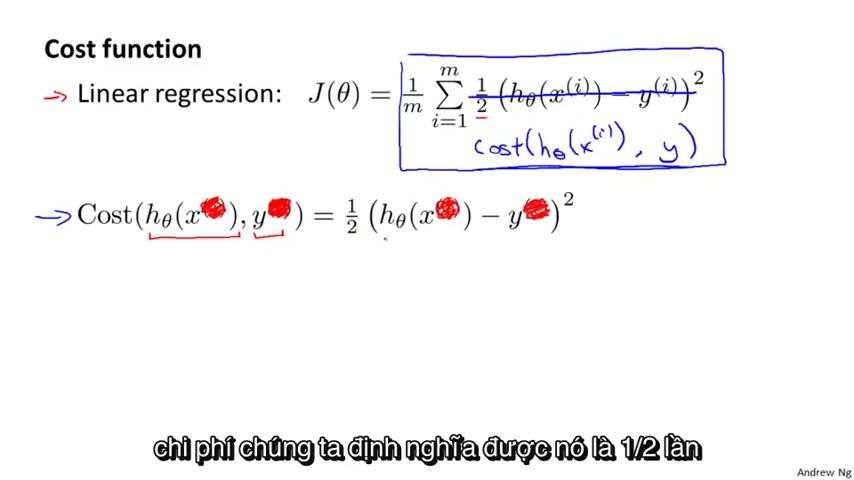 Cost function
→ Linear regression: J(θ) = 1/m ∑_{i=1}^{m} 1/2 (h_θ(x^{(i)}) − y^{(i)})^2
cost(h_θ(x^{(i)}), y)
→ Cost(h_θ(x), y) = 1/2 (h_θ(x) − y)^2
chi phí chúng ta định nghĩa được nó là 1/2 lần
Andrew Ng